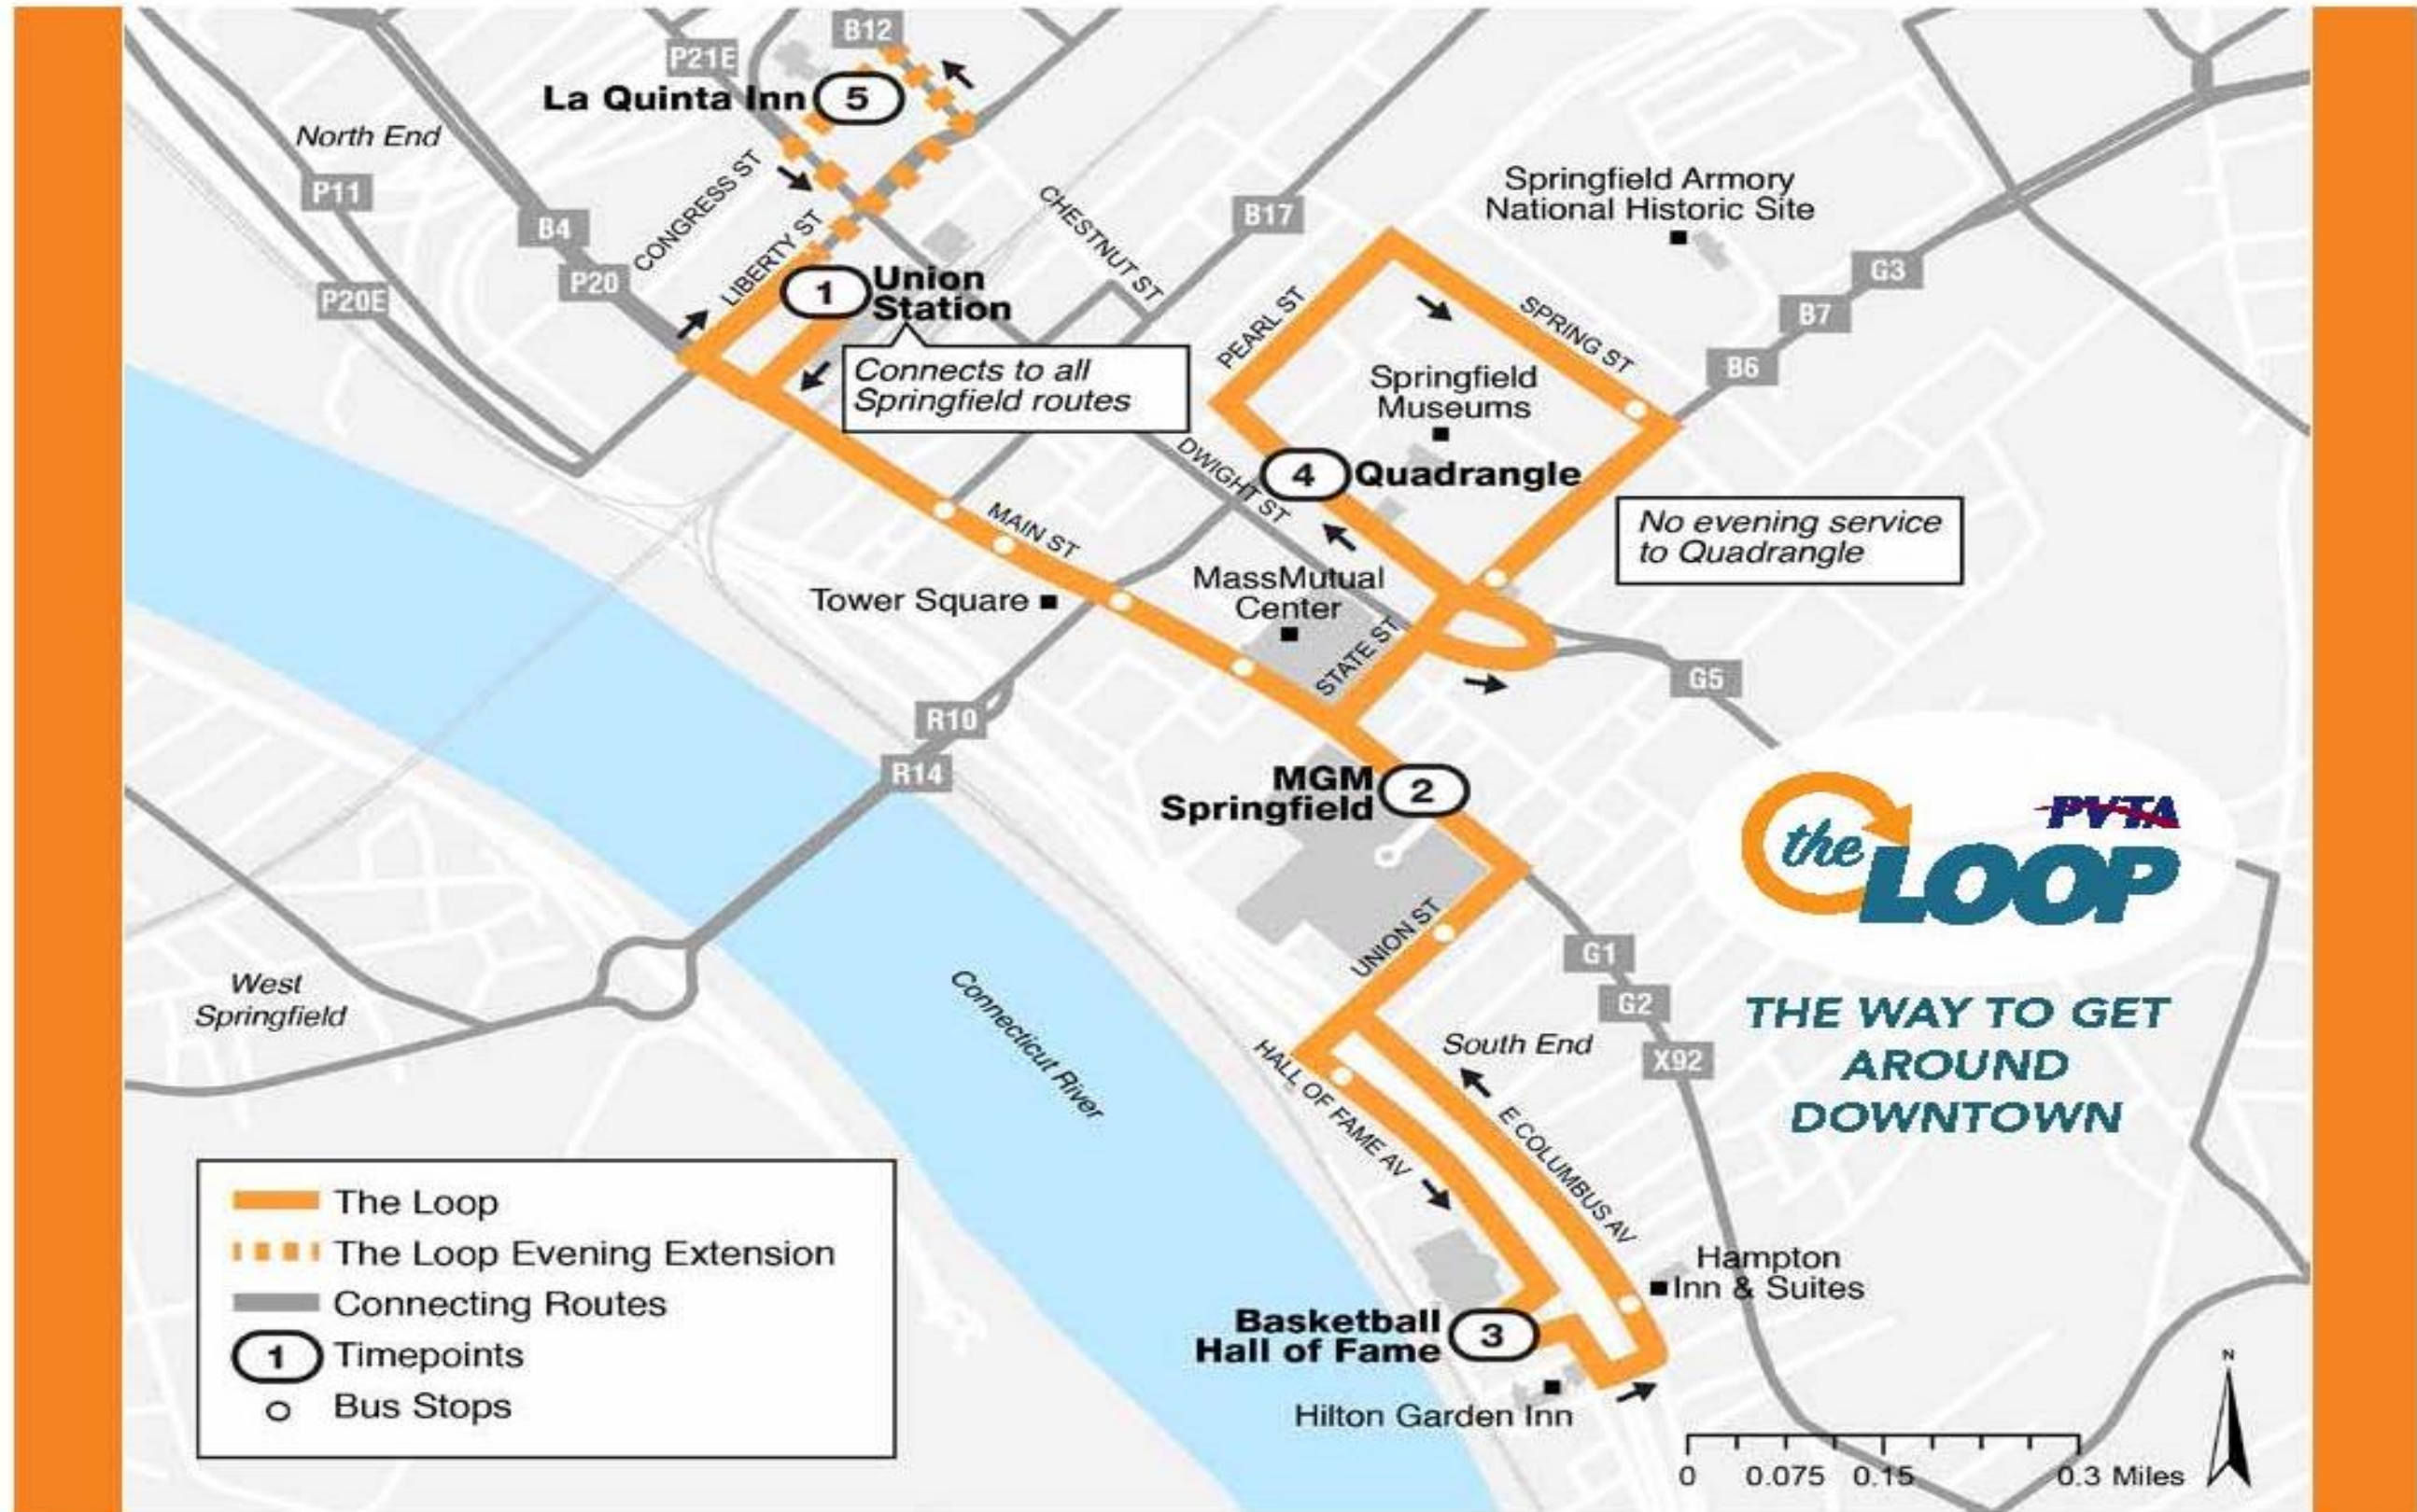 B12
P21E
La Quinta Inn
5
North End
P11
B4
P20
P20E
CONGRESS ST
LIBERTY ST
CHESTNUT ST
B17
Springfield Armory
National Historic Site
G3
B7
B6
1
Union
Station
Connects to all
Springfield routes
PEARL ST
SPRING ST
Springfield
Museums
4
Quadrangle
DWIGHT ST
MAIN ST
No evening service
to Quadrangle
Tower Square
MassMutual
Center
STATE ST
G5
R10
R14
MGM
Springfield
2
the
LOOP
PVTA
THE WAY TO GET
AROUND
DOWNTOWN
UNION ST
G1
G2
X92
West
Springfield
Connecticut River
South End
HALL OF FAME AV
E COLUMBUS AV
Hampton
Inn & Suites
Basketball
Hall of Fame
3
Hilton Garden Inn
The Loop
The Loop Evening Extension
Connecting Routes
1
Timepoints
Bus Stops
N
0 0.075 0.15 0.3 Miles